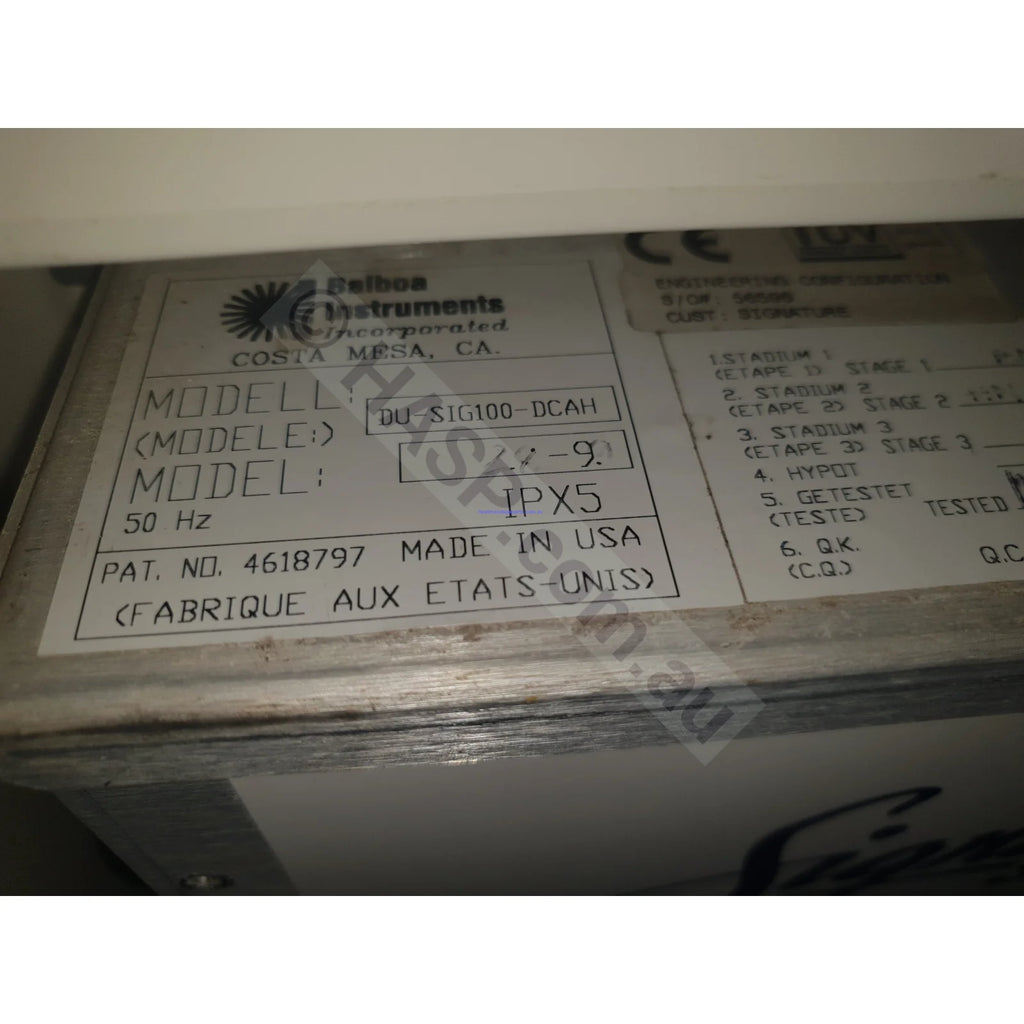 Balboa
Instruments
Incorporated
COSTA MESA, CA.
MODELL:
(MODELE:)
MODEL:
DU-SIG100-DCAH
-9
50 Hz
IPX5
PAT. NO. 4618797 MADE IN USA
(FABRIQUE AUX ETATS-UNIS)
CE
TUV
ENGINEERING CONFIGURATION
S/O#:
CUST: SIGNATURE
1.STADIUM 1
(ETAPE 1) STAGE 1
2. STADIUM 2
(ETAPE 2) STAGE 2
3. STADIUM 3
(ETAPE 3) STAGE 3
4. HYPOT
5. GETESTET
(TESTE) TESTED
6. Q.K.
(C.Q.) Q.C
© HASP.com.au